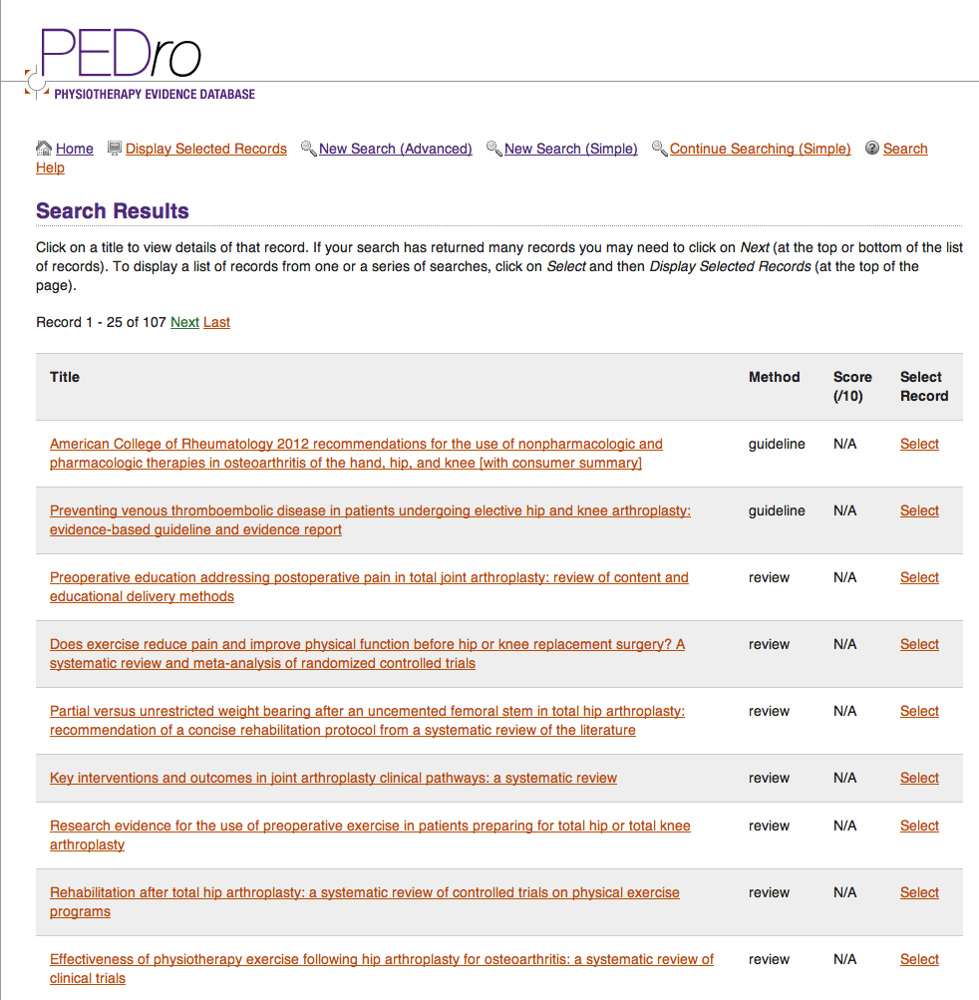 PEDro
PHYSIOTHERAPY EVIDENCE DATABASE
Home Display Selected Records New Search (Advanced) New Search (Simple) Continue Searching (Simple) ? Search
Help
Search Results
Click on a title to view details of that record. If your search has returned many records you may need to click on Next (at the top or bottom of the list
of records). To display a list of records from one or a series of searches, click on Select and then Display Selected Records (at the top of the
page).
Record 1 - 25 of 107 Next Last
Title Method Score Select
(/10) Record
American College of Rheumatology 2012 recommendations for the use of nonpharmacologic and guideline N/A Select
pharmacologic therapies in osteoarthritis of the hand, hip, and knee [with consumer summary]
Preventing venous thromboembolic disease in patients undergoing elective hip and knee arthroplasty: guideline N/A Select
evidence-based guideline and evidence report
Preoperative education addressing postoperative pain in total joint arthroplasty: review of content and review N/A Select
educational delivery methods
Does exercise reduce pain and improve physical function before hip or knee replacement surgery? A review N/A Select
systematic review and meta-analysis of randomized controlled trials
Partial versus unrestricted weight bearing after an uncemented femoral stem in total hip arthroplasty: review N/A Select
recommendation of a concise rehabilitation protocol from a systematic review of the literature
Key interventions and outcomes in joint arthroplasty clinical pathways: a systematic review review N/A Select
Research evidence for the use of preoperative exercise in patients preparing for total hip or total knee review N/A Select
arthroplasty
Rehabilitation after total hip arthroplasty: a systematic review of controlled trials on physical exercise review N/A Select
programs
Effectiveness of physiotherapy exercise following hip arthroplasty for osteoarthritis: a systematic review of review N/A Select
clinical trials